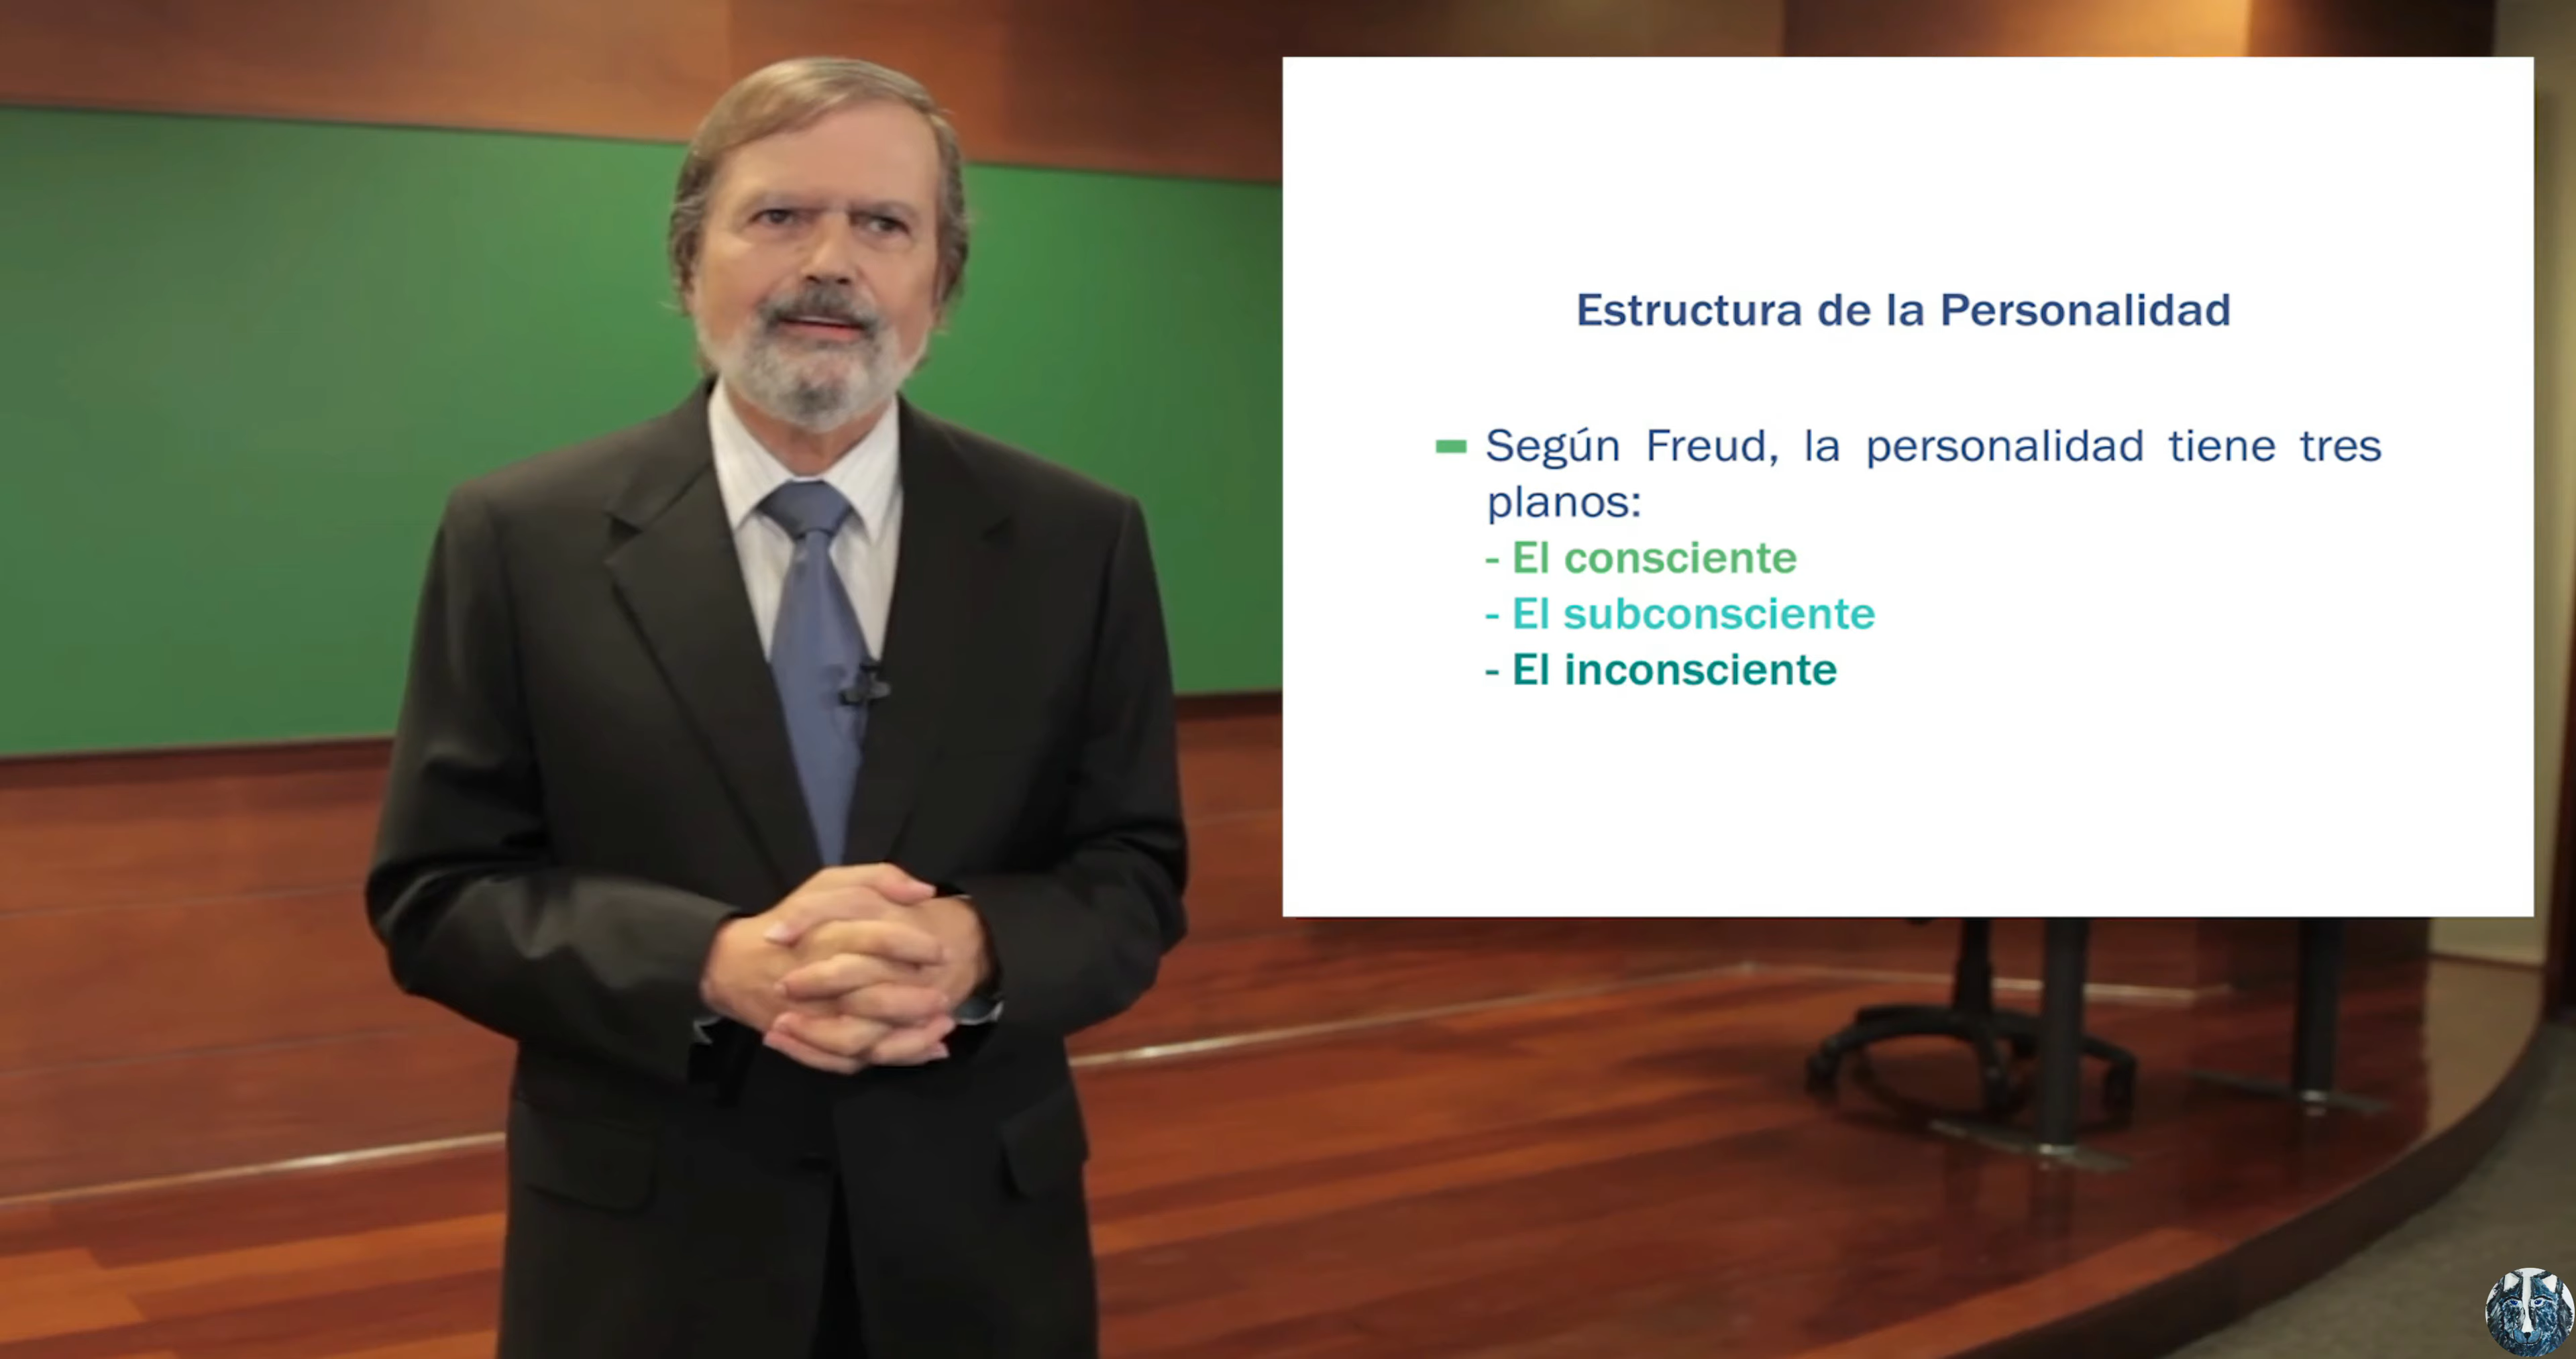 Estructura de la Personalidad
Según Freud, la personalidad tiene tres
planos:
- El consciente
- El subconsciente
- El inconsciente